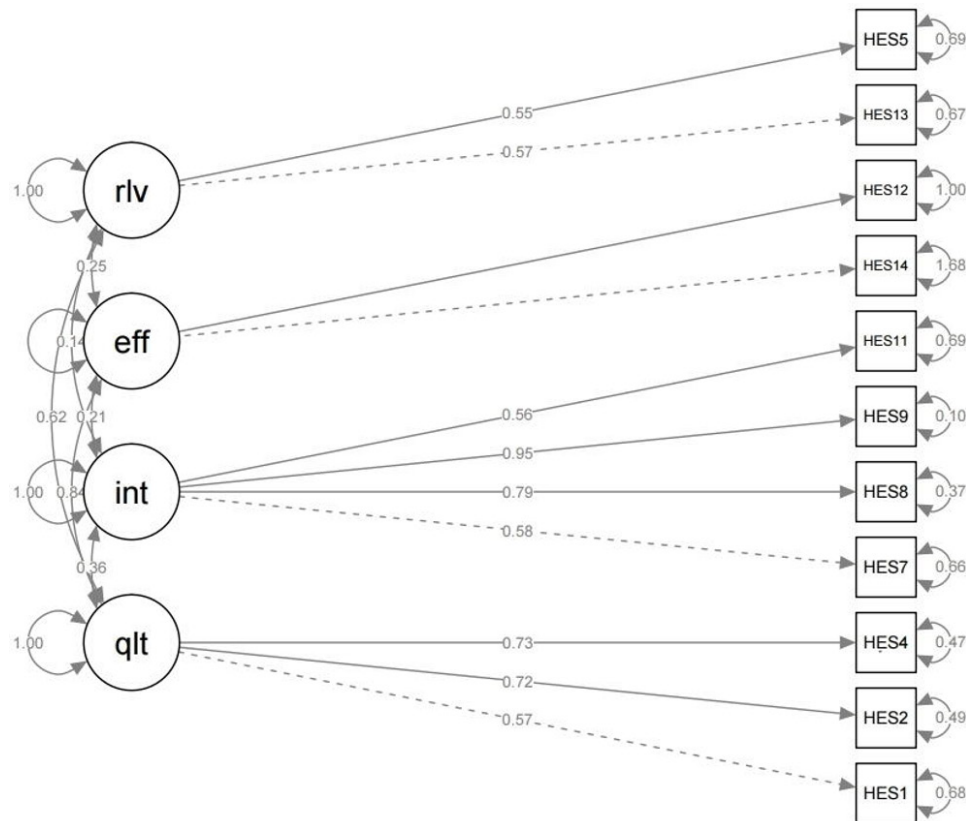 HES5
0.69
0.55
HES13
0.67
0.57
rlv
1.00
HES12
1.00
0.25
HES14
1.68
eff
0.14
HES11
0.69
0.62
0.21
0.56
HES9
0.10
0.95
int
1.00
0.84
0.79
HES8
0.37
0.58
HES7
0.66
0.36
qlt
1.00
0.73
HES4
0.47
0.72
HES2
0.49
0.57
HES1
0.68